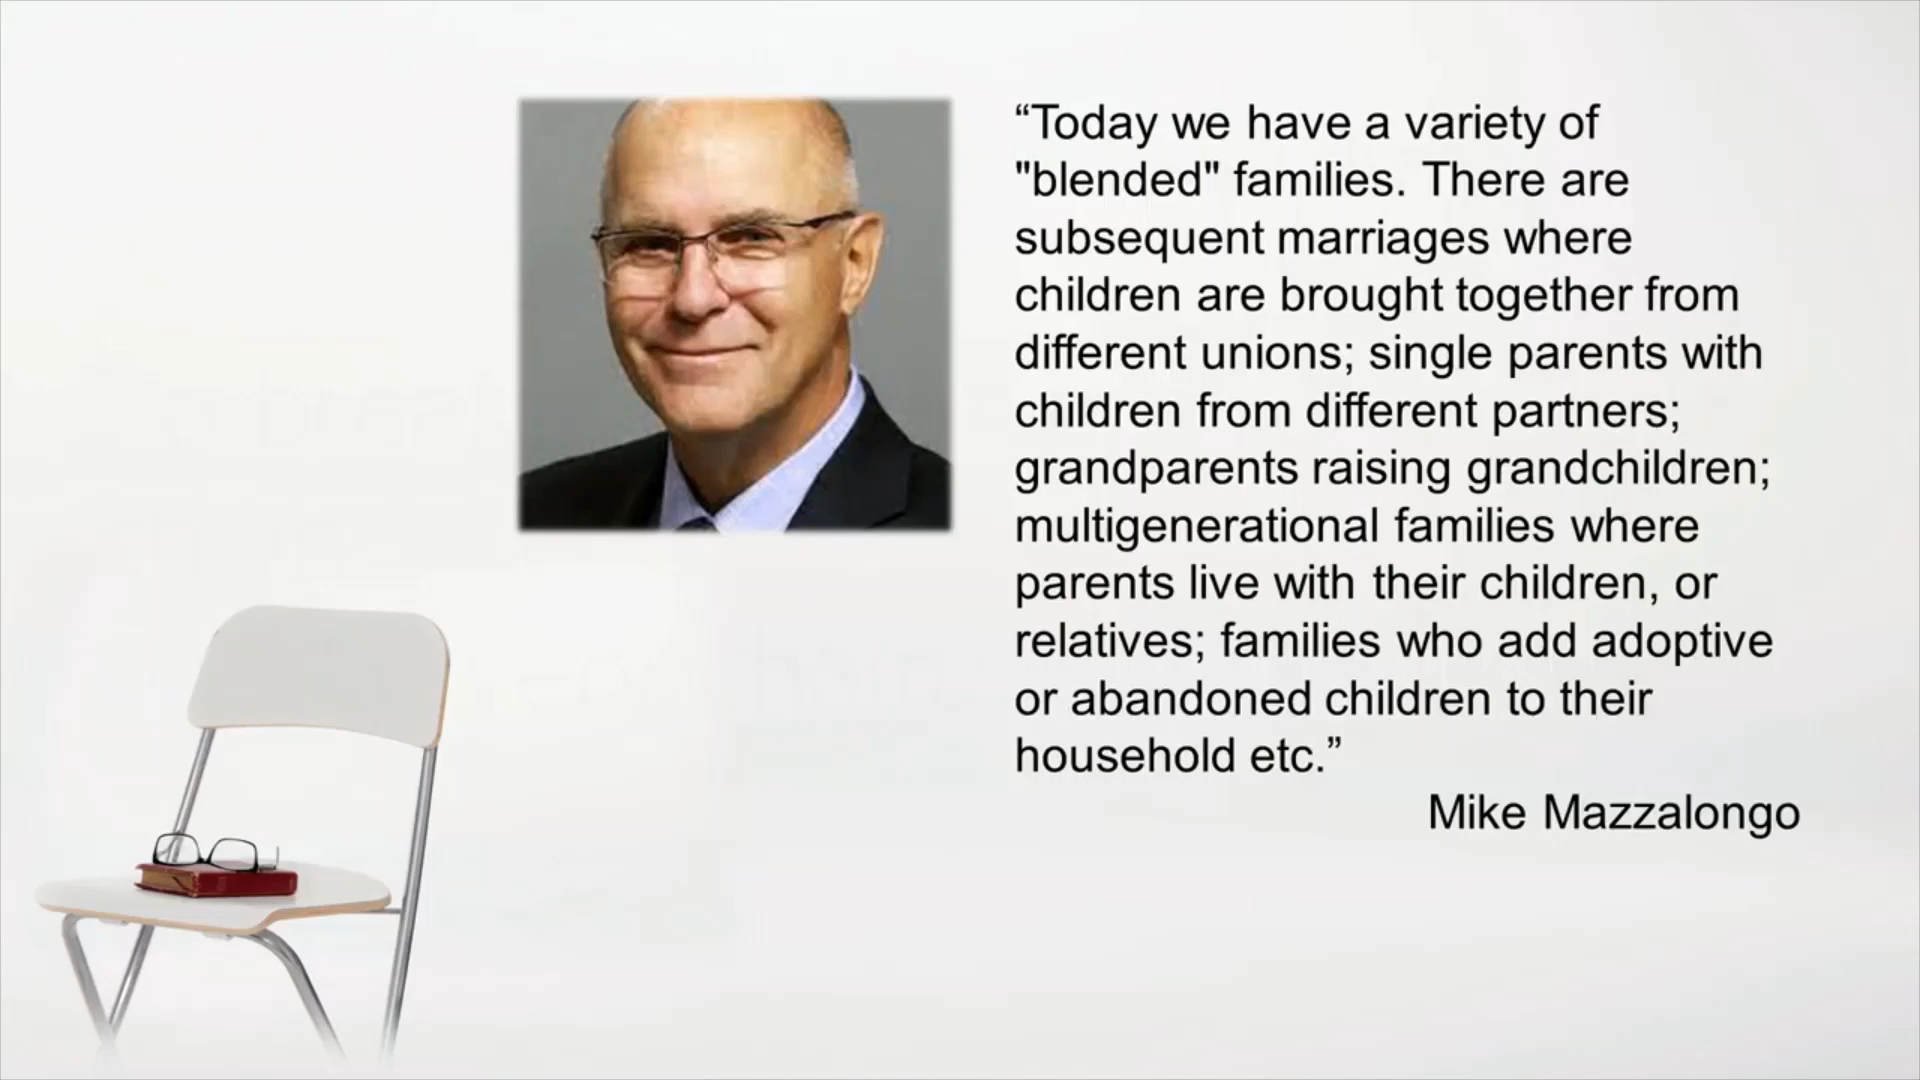 “Today we have a variety of
"blended" families. There are
subsequent marriages where
children are brought together from
different unions; single parents with
children from different partners;
grandparents raising grandchildren;
multigenerational families where
parents live with their children, or
relatives; families who add adoptive
or abandoned children to their
household etc.”
Mike Mazzalongo